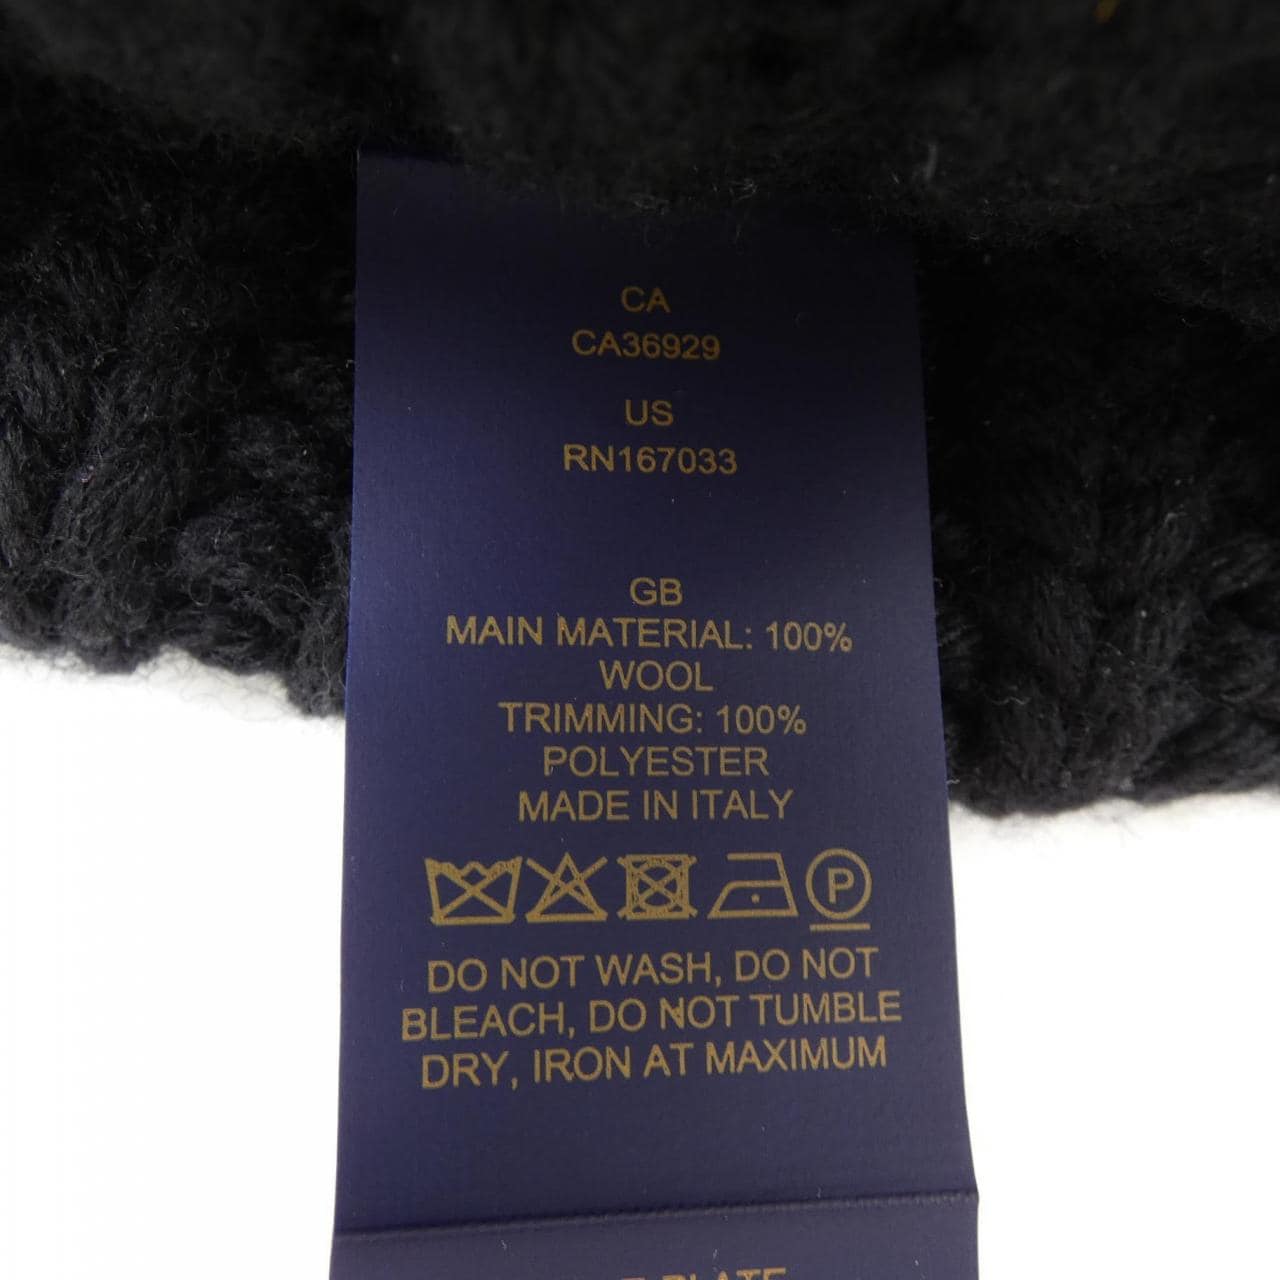 CA
CA36929
US
RN167033
GB
MAIN MATERIAL: 100%
WOOL
TRIMMING: 100%
POLYESTER
MADE IN ITALY
P
DO NOT WASH, DO NOT
BLEACH, DO NOT TUMBLE
DRY, IRON AT MAXIMUM
PLATE